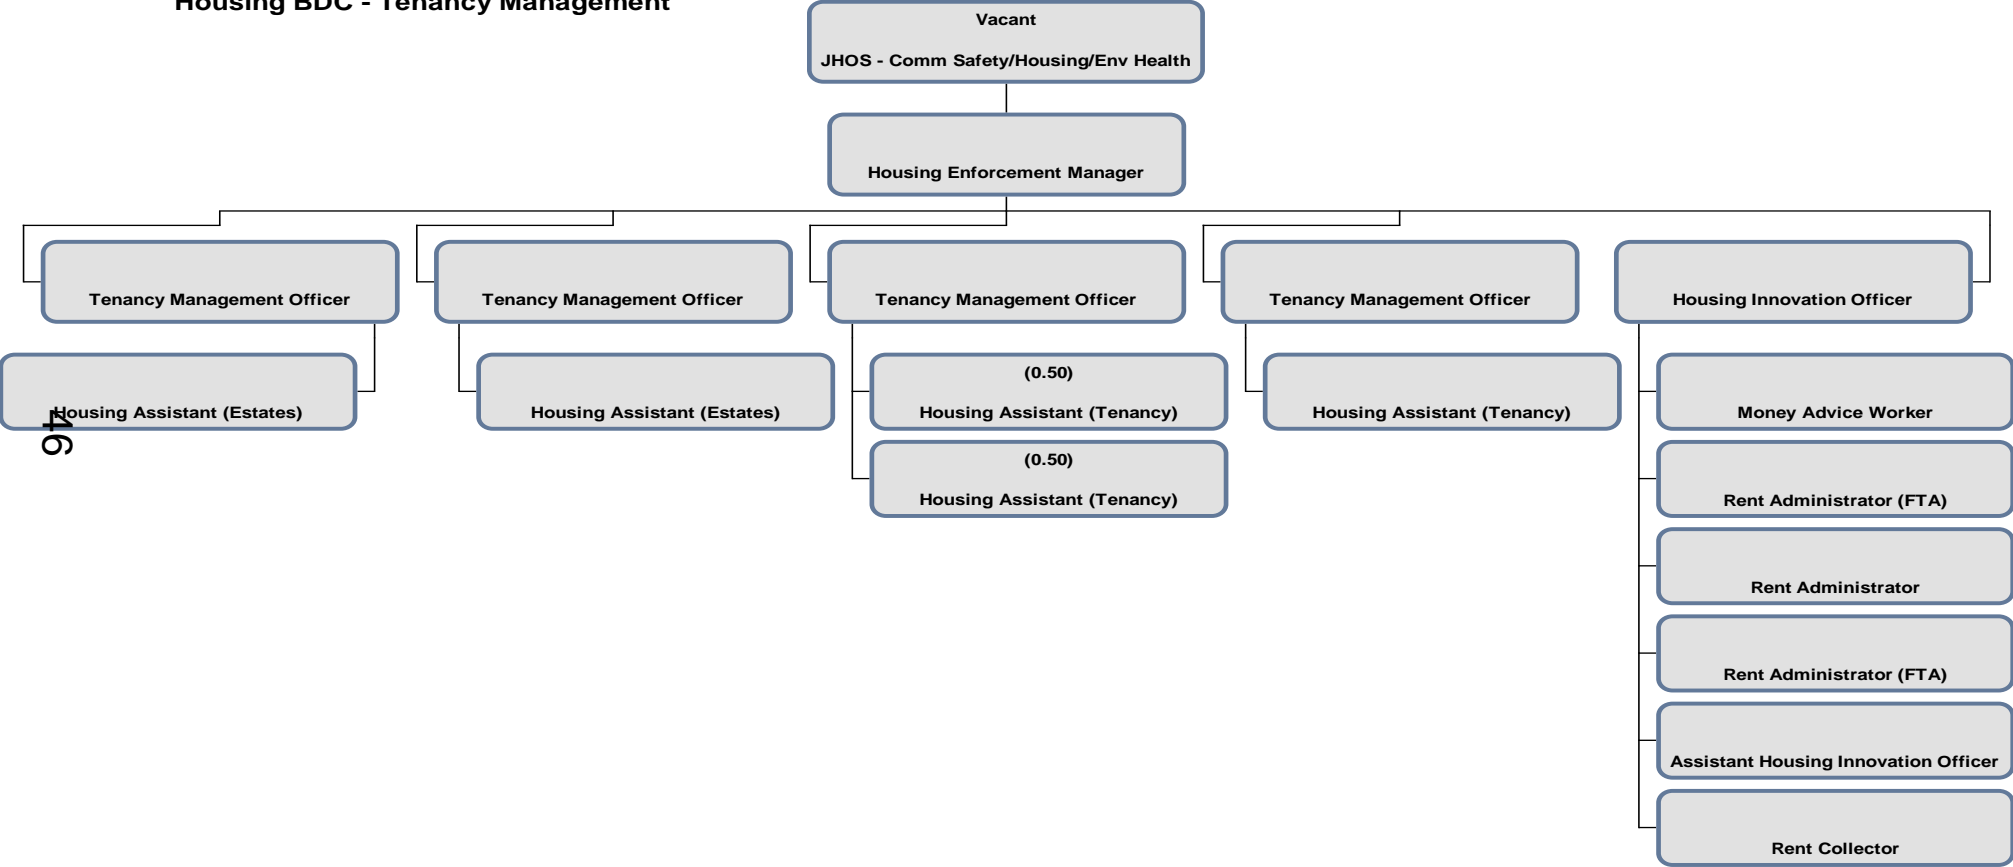 Housing BDC - Tenancy Management
Vacant
JHOS - Comm Safety/Housing/Env Health
Housing Enforcement Manager
Tenancy Management Officer
Tenancy Management Officer
Tenancy Management Officer
Tenancy Management Officer
Housing Innovation Officer
Housing Assistant (Estates)
Housing Assistant (Estates)
(0.50)
Housing Assistant (Tenancy)
(0.50)
Housing Assistant (Tenancy)
Housing Assistant (Tenancy)
Money Advice Worker
Rent Administrator (FTA)
Rent Administrator
Rent Administrator (FTA)
Assistant Housing Innovation Officer
Rent Collector
46